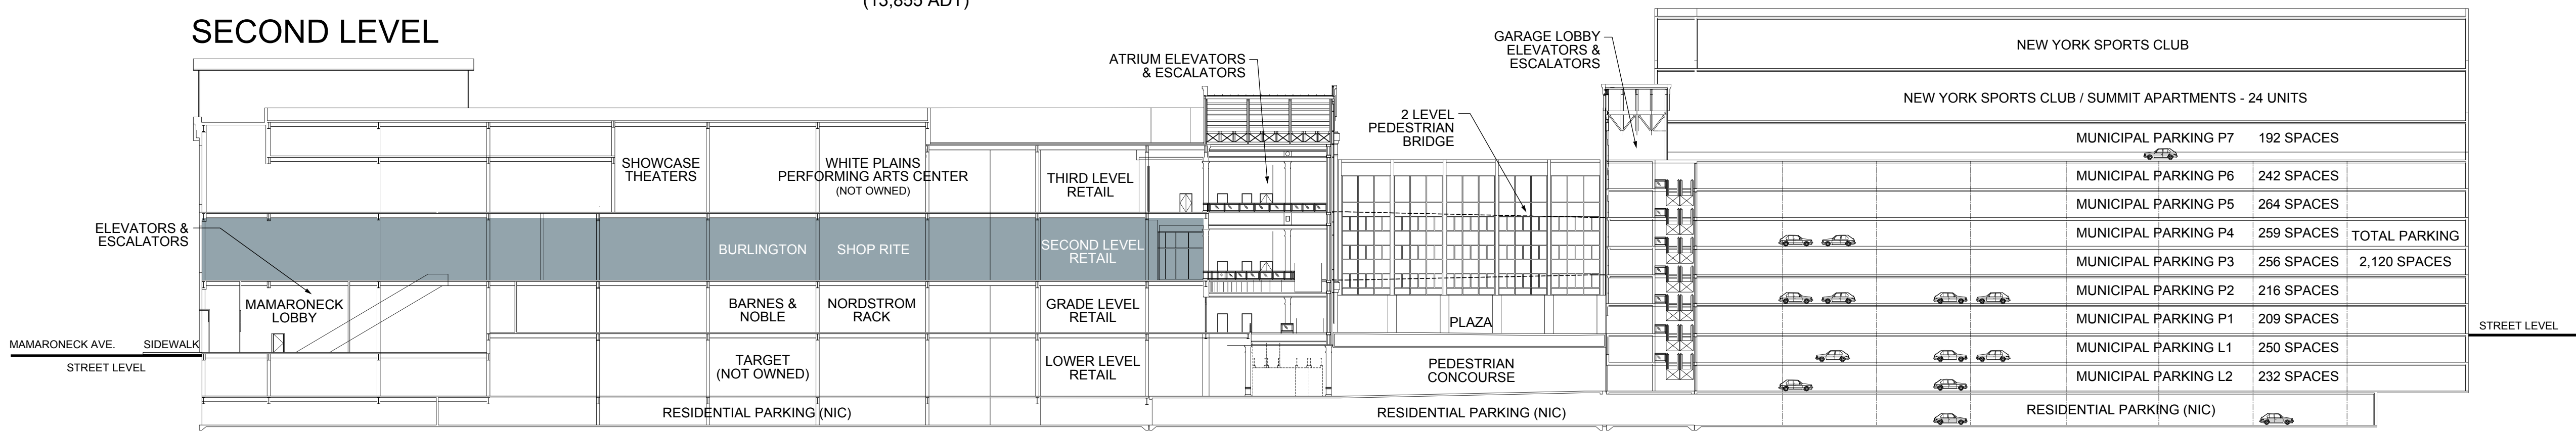 (13,855 ADT)
SECOND LEVEL
MAMARONECK AVE.
SIDEWALK
STREET LEVEL
ELEVATORS &
ESCALATORS
MAMARONECK
LOBBY
SHOWCASE
THEATERS
WHITE PLAINS
PERFORMING ARTS CENTER
(NOT OWNED)
THIRD LEVEL
RETAIL
BURLINGTON
SHOP RITE
SECOND LEVEL
RETAIL
BARNES &
NOBLE
NORDSTROM
RACK
GRADE LEVEL
RETAIL
TARGET
(NOT OWNED)
LOWER LEVEL
RETAIL
RESIDENTIAL PARKING (NIC)
ATRIUM ELEVATORS
& ESCALATORS
2 LEVEL
PEDESTRIAN
BRIDGE
PLAZA
PEDESTRIAN
CONCOURSE
RESIDENTIAL PARKING (NIC)
GARAGE LOBBY
ELEVATORS &
ESCALATORS
NEW YORK SPORTS CLUB
NEW YORK SPORTS CLUB / SUMMIT APARTMENTS - 24 UNITS
MUNICIPAL PARKING P7 192 SPACES
MUNICIPAL PARKING P6 242 SPACES
MUNICIPAL PARKING P5 264 SPACES
MUNICIPAL PARKING P4 259 SPACES
MUNICIPAL PARKING P3 256 SPACES
MUNICIPAL PARKING P2 216 SPACES
MUNICIPAL PARKING P1 209 SPACES
MUNICIPAL PARKING L1 250 SPACES
MUNICIPAL PARKING L2 232 SPACES
RESIDENTIAL PARKING (NIC)
TOTAL PARKING
2,120 SPACES
STREET LEVEL